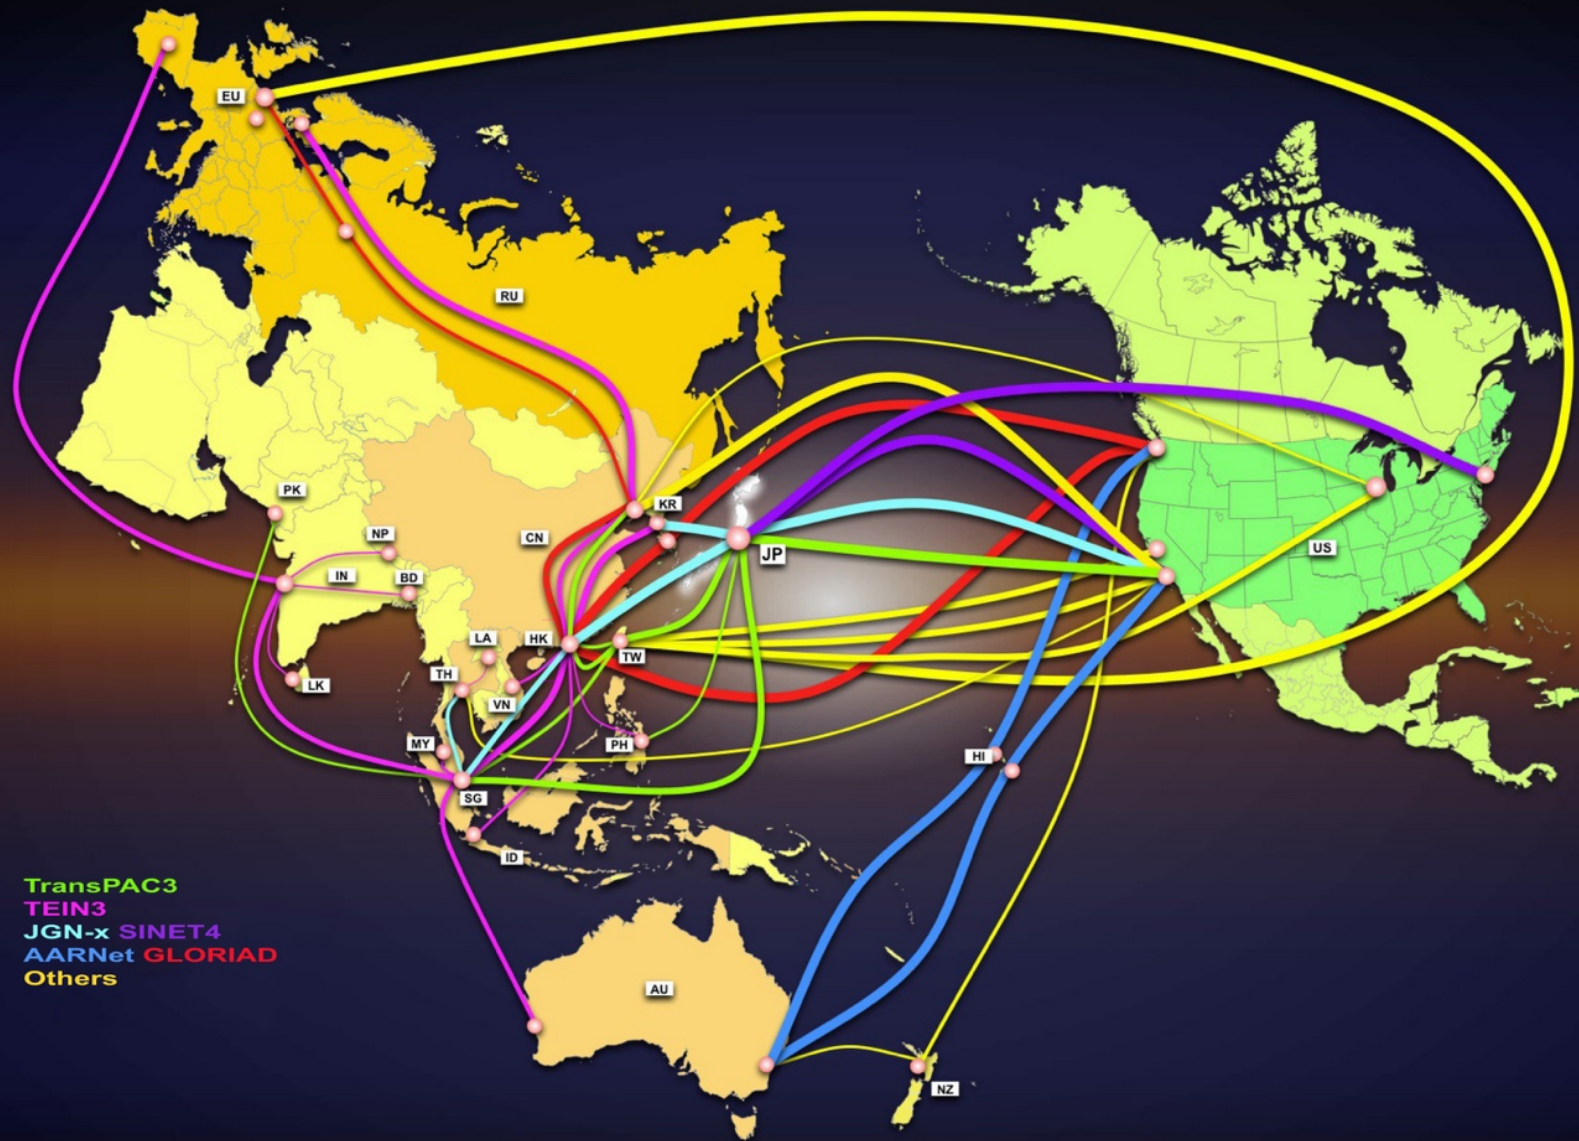 EU
RU
PK
KR
NP
CN
JP
US
IN
BD
LA
HK
TW
TH
LK
VN
MY
PH
HI
SG
ID
TransPAC3
TEIN3
JGN-x SINET4
AARNet GLORIAD
Others
AU
NZ